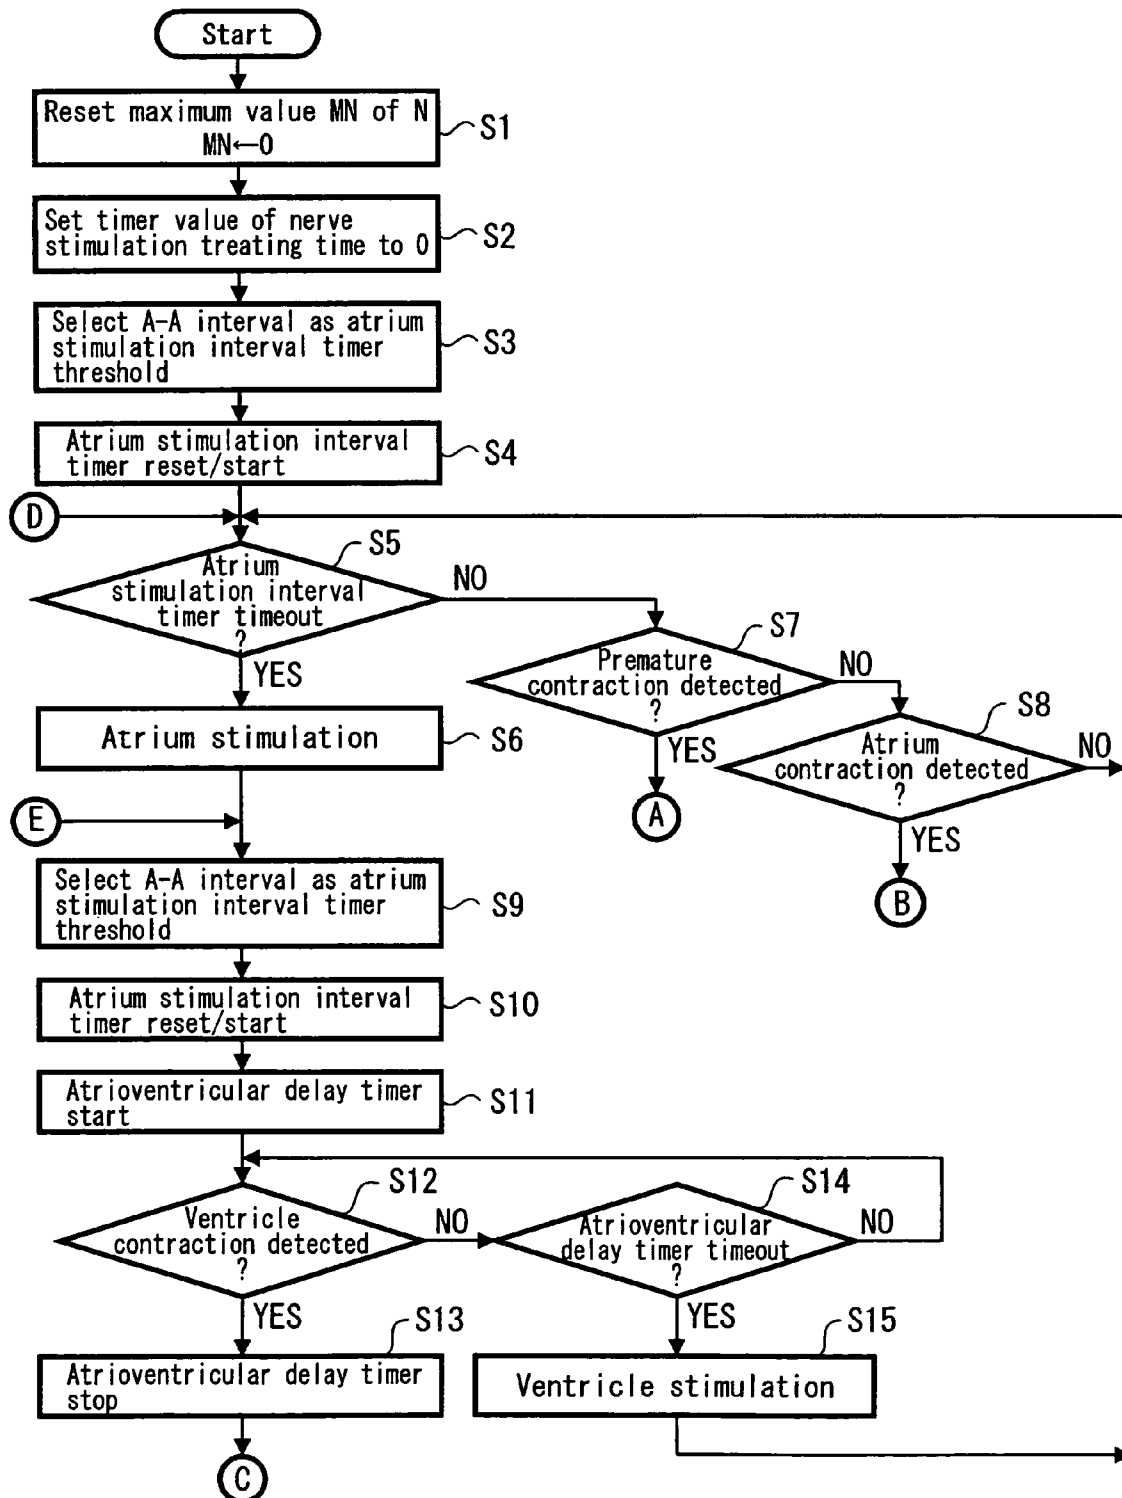 Start
Reset maximum value MN of N
MN←0
S1
Set timer value of nerve
stimulation treating time to 0
S2
Select A-A interval as atrium
stimulation interval timer
threshold
S3
Atrium stimulation interval
timer reset/start
S4
D
S5
Atrium
stimulation interval
timer timeout
?
NO
YES
S7
Premature
contraction detected
?
NO
YES
S8
Atrium
contraction detected
?
NO
YES
Atrium stimulation
S6
A
E
B
Select A-A interval as atrium
stimulation interval timer
threshold
S9
Atrium stimulation interval
timer reset/start
S10
Atrioventricular delay timer
start
S11
S12
Ventricle
contraction detected
?
NO
YES
S14
Atrioventricular
delay timer timeout
?
NO
YES
S13
Atrioventricular delay timer
stop
S15
Ventricle stimulation
C